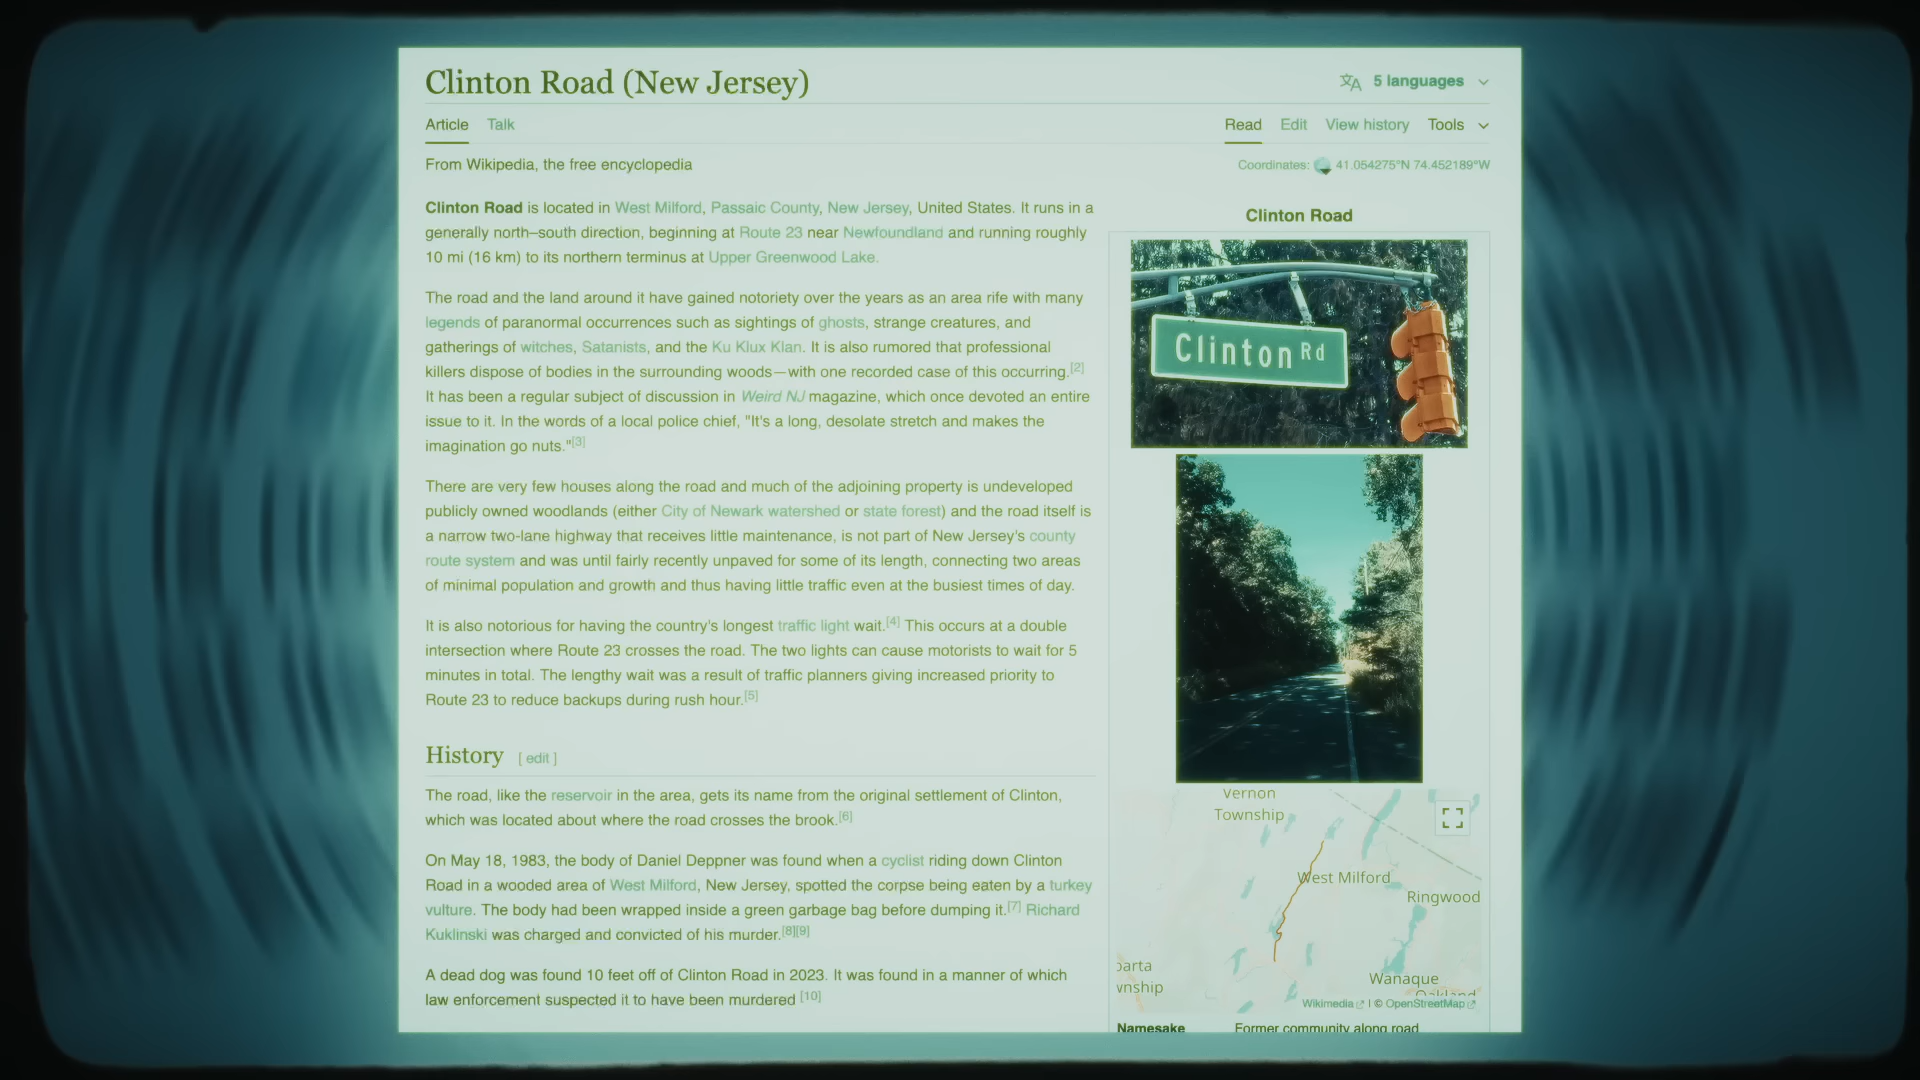 Clinton Road (New Jersey)
5 languages
Article Talk
Read Edit View history Tools
From Wikipedia, the free encyclopedia
Coordinates: 41.054275°N 74.452189°W
Clinton Road is located in West Milford, Passaic County, New Jersey, United States. It runs in a
generally north–south direction, beginning at Route 23 near Newfoundland and running roughly
10 mi (16 km) to its northern terminus at Upper Greenwood Lake.
The road and the land around it have gained notoriety over the years as an area rife with many
legends of paranormal occurrences such as sightings of ghosts, strange creatures, and
gatherings of witches, Satanists, and the Ku Klux Klan. It is also rumored that professional
killers dispose of bodies in the surrounding woods—with one recorded case of this occurring.[2]
It has been a regular subject of discussion in Weird NJ magazine, which once devoted an entire
issue to it. In the words of a local police chief, "It's a long, desolate stretch and makes the
imagination go nuts."[3]
There are very few houses along the road and much of the adjoining property is undeveloped
publicly owned woodlands (either City of Newark watershed or state forest) and the road itself is
a narrow two-lane highway that receives little maintenance, is not part of New Jersey's county
route system and was until fairly recently unpaved for some of its length, connecting two areas
of minimal population and growth and thus having little traffic even at the busiest times of day.
It is also notorious for having the country's longest traffic light wait.[4] This occurs at a double
intersection where Route 23 crosses the road. The two lights can cause motorists to wait for 5
minutes in total. The lengthy wait was a result of traffic planners giving increased priority to
Route 23 to reduce backups during rush hour.[5]
History [ edit ]
The road, like the reservoir in the area, gets its name from the original settlement of Clinton,
which was located about where the road crosses the brook.[6]
On May 18, 1983, the body of Daniel Deppner was found when a cyclist riding down Clinton
Road in a wooded area of West Milford, New Jersey, spotted the corpse being eaten by a turkey
vulture. The body had been wrapped inside a green garbage bag before dumping it.[7] Richard
Kuklinski was charged and convicted of his murder.[8][9]
A dead dog was found 10 feet off of Clinton Road in 2023. It was found in a manner of which
law enforcement suspected it to have been murdered [10]
Clinton Road
Clinton Rd
Vernon
Township
West Milford
Ringwood
parta
wnship
Wanaque
Oakland
Wikimedia | © OpenStreetMap
Namesake Former community along road